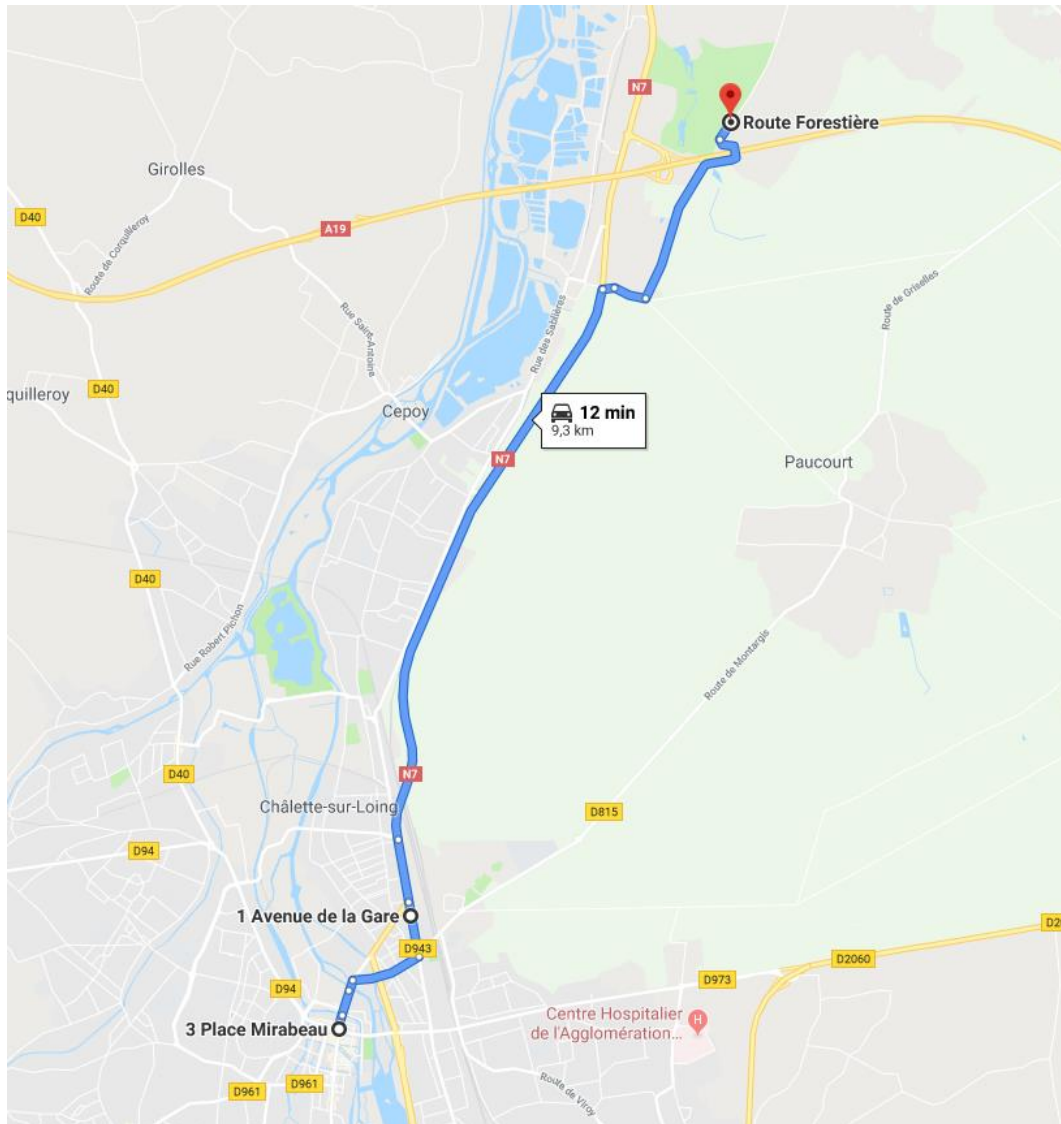 N7
Route Forestière
Girolles
D40
Route de Corquilleroy
A19
Rue Saint-Antoine
Rue des Sablières
Route de Griselles
quilleroy
D40
Cepoy
12 min
9,3 km
N7
Paucourt
D40
Rue Robert Pichon
Route de Montargis
D40
N7
Châlette-sur-Loing
D815
D94
1 Avenue de la Gare
D943
D2
D2060
D973
D94
3 Place Mirabeau
Centre Hospitalier
de l'Agglomération...
H
D961
D961
Route de Viroy